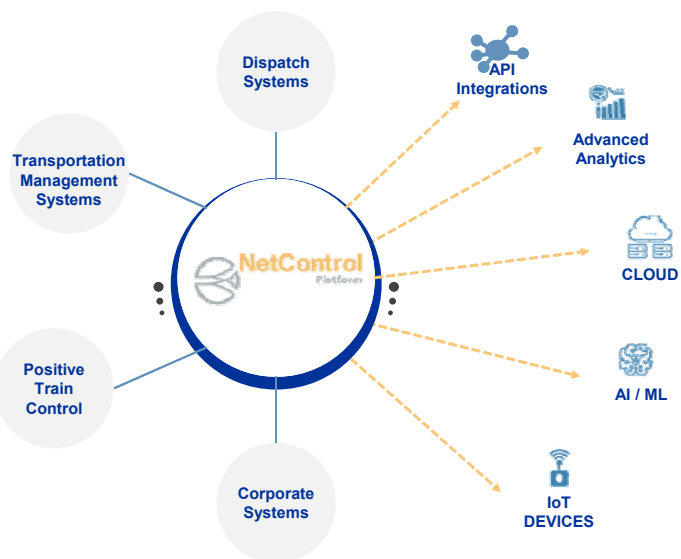 Dispatch
Systems
API
Integrations
Advanced
Analytics
Transportation
Management
Systems
NetControl
Platform
CLOUD
Positive
Train
Control
AI / ML
Corporate
Systems
IoT
DEVICES